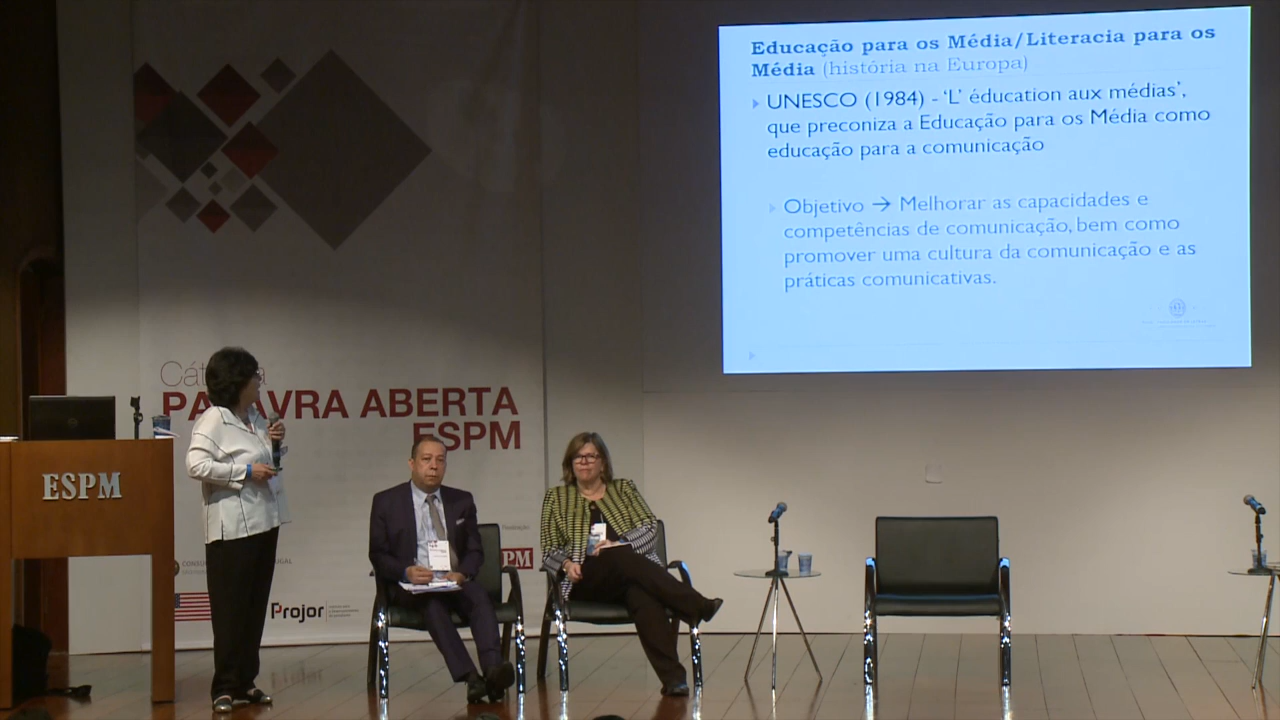 Educação para os Média/Literacia para os
Média (história na Europa)
UNESCO (1984) - ‘L’ éducation aux médias’,
que preconiza a Educação para os Média como
educação para a comunicação
Objetivo → Melhorar as capacidades e
competências de comunicação, bem como
promover uma cultura da comunicação e as
práticas comunicativas.
PALAVRA ABERTA
ESPM
ESPM
Realização
Projor